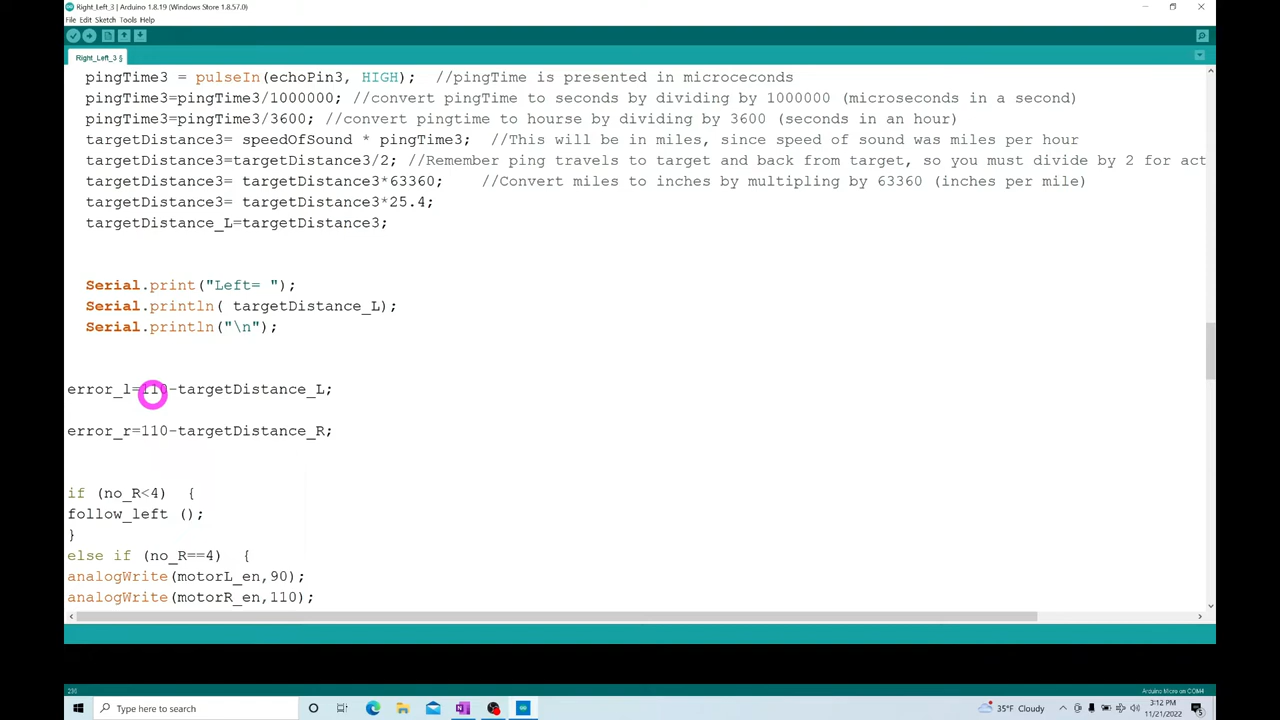 Right_Left_3 | Arduino 1.8.19 (Windows Store 1.8.57.0)
File Edit Sketch Tools Help
Right_Left_3 §
pingTime3 = pulseIn(echoPin3, HIGH);  //pingTime is presented in microceconds
pingTime3=pingTime3/1000000; //convert pingTime to seconds by dividing by 1000000 (microseconds in a second)
pingTime3=pingTime3/3600; //convert pingtime to hourse by dividing by 3600 (seconds in an hour)
targetDistance3= speedOfSound * pingTime3;  //This will be in miles, since speed of sound was miles per hour
targetDistance3=targetDistance3/2; //Remember ping travels to target and back from target, so you must divide by 2 for act
targetDistance3= targetDistance3*63360;    //Convert miles to inches by multipling by 63360 (inches per mile)
targetDistance3= targetDistance3*25.4;
targetDistance_L=targetDistance3;
Serial.print("Left= ");
Serial.println( targetDistance_L);
Serial.println("\n");
error_l=110-targetDistance_L;
error_r=110-targetDistance_R;
if (no_R<4)  {
follow_left ();
}
else if (no_R==4)  {
analogWrite(motorL_en,90);
analogWrite(motorR_en,110);
230
Arduino Micro on COM4
Type here to search
35°F Cloudy
3:12 PM
11/21/2022
5